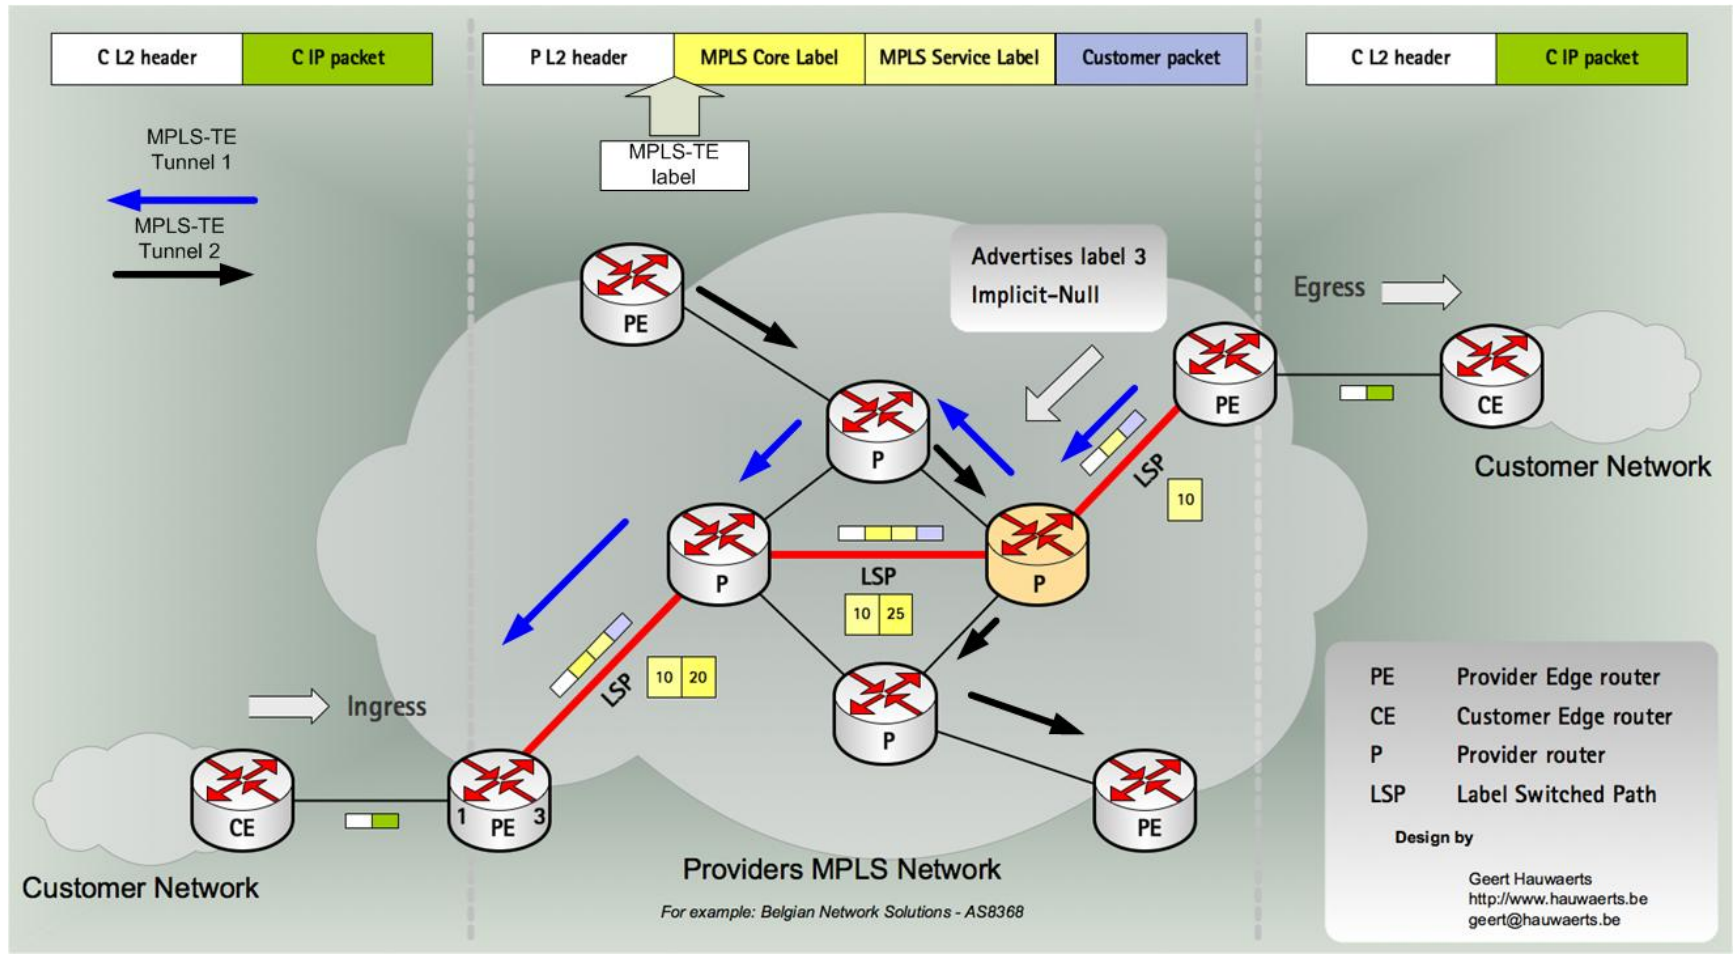 C L2 header
C IP packet
P L2 header
MPLS Core Label
MPLS Service Label
Customer packet
C L2 header
C IP packet
MPLS-TE
Tunnel 1
MPLS-TE
Tunnel 2
MPLS-TE
label
Advertises label 3
Implicit-Null
Egress
PE
P
PE
CE
Customer Network
LSP
10
P
LSP
10 25
P
LSP
10 20
Ingress
CE
1 PE 3
P
PE
Customer Network
Providers MPLS Network
For example: Belgian Network Solutions - AS8368
PE Provider Edge router
CE Customer Edge router
P Provider router
LSP Label Switched Path
Design by
Geert Hauwaerts
http://www.hauwaerts.be
geert@hauwaerts.be